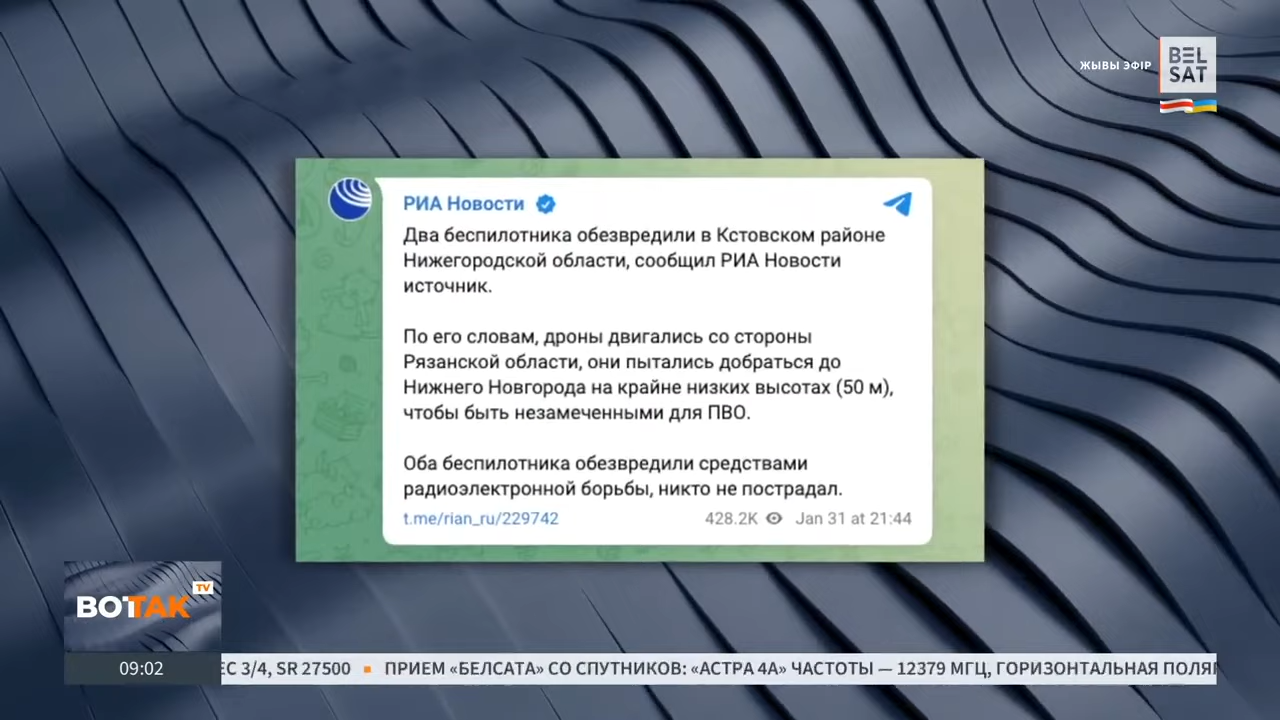 ЖЫВЫ ЭФІР
BEL
SAT
РИА Новости
Два беспилотника обезвредили в Кстовском районе
Нижегородской области, сообщил РИА Новости
источник.
По его словам, дроны двигались со стороны
Рязанской области, они пытались добраться до
Нижнего Новгорода на крайне низких высотах (50 м),
чтобы быть незамеченными для ПВО.
Оба беспилотника обезвредили средствами
радиоэлектронной борьбы, никто не пострадал.
t.me/rian_ru/229742 428.2K Jan 31 at 21:44
ВОТТАК TV
09:02 ЕС 3/4, SR 27500 ▪ ПРИЕМ «БЕЛСАТА» СО СПУТНИКОВ: «АСТРА 4А» ЧАСТОТЫ — 12379 МГЦ, ГОРИЗОНТАЛЬНАЯ ПОЛЯ